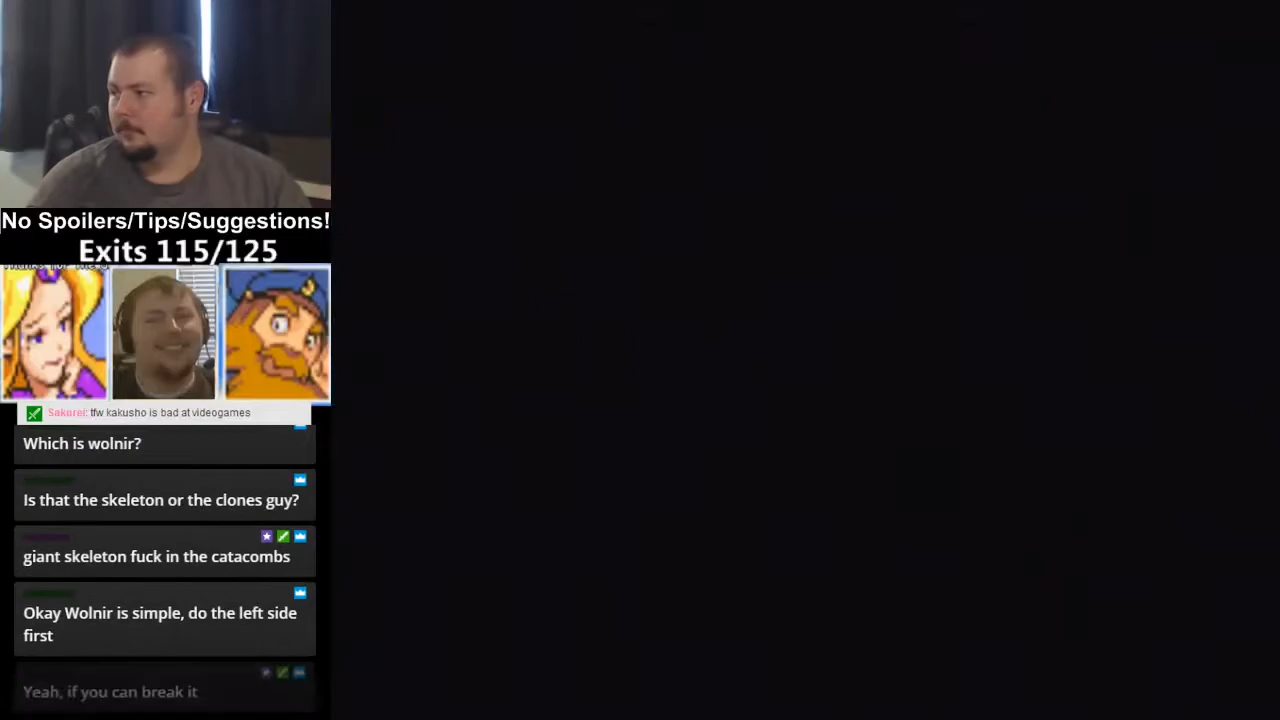 No Spoilers/Tips/Suggestions!
Exits 115/125
Sakurei: tfw kakusho is bad at videogames
Which is wolnir?
Is that the skeleton or the clones guy?
giant skeleton fuck in the catacombs
Okay Wolnir is simple, do the left side
first
Yeah, if you can break it